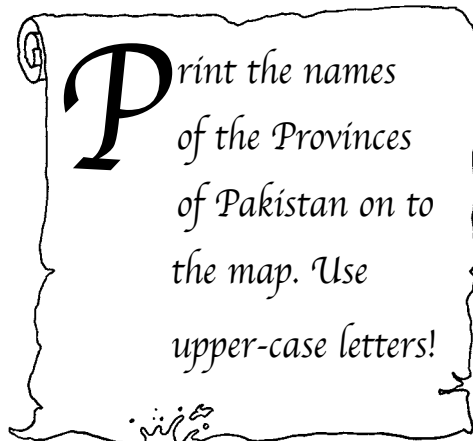 Print the names
of the Provinces
of Pakistan on to
the map. Use
upper-case letters!